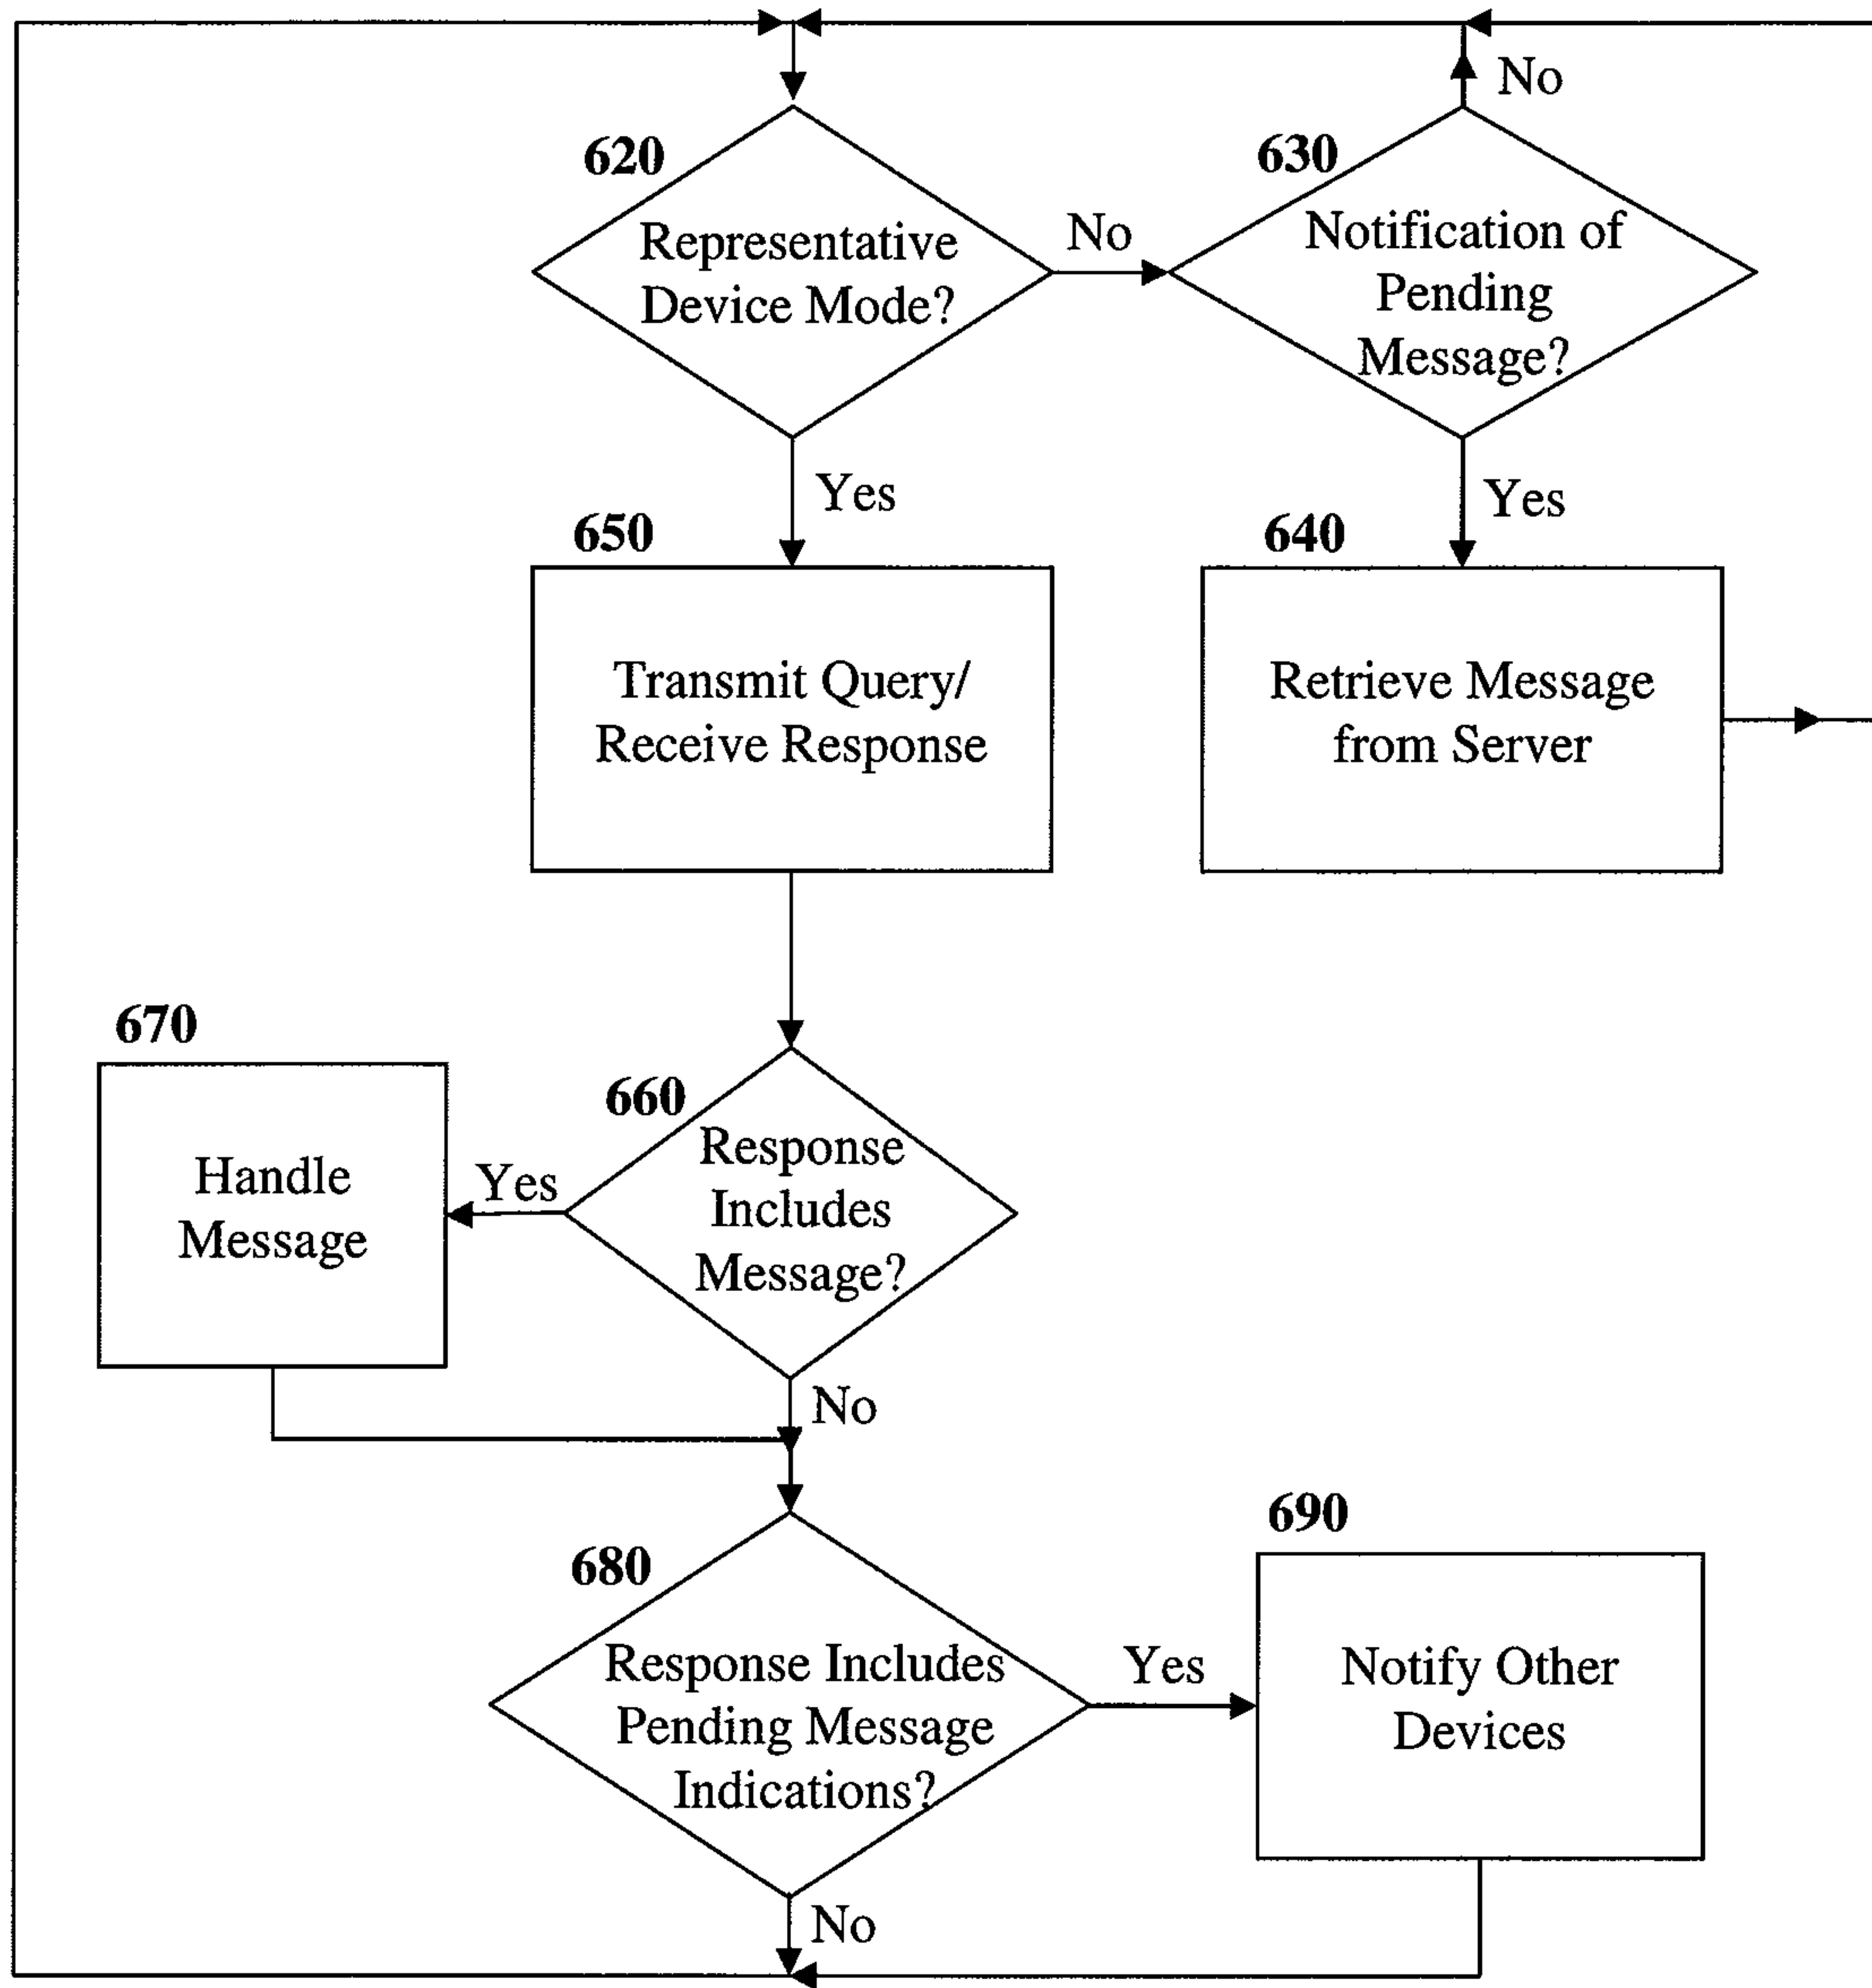 No
620
630
Representative
Device Mode?
No
Notification of
Pending
Message?
Yes
Yes
650
640
Transmit Query/
Receive Response
Retrieve Message
from Server
670
660
Handle
Message
Yes
Response
Includes
Message?
No
690
680
Response Includes
Pending Message
Indications?
Yes
Notify Other
Devices
No